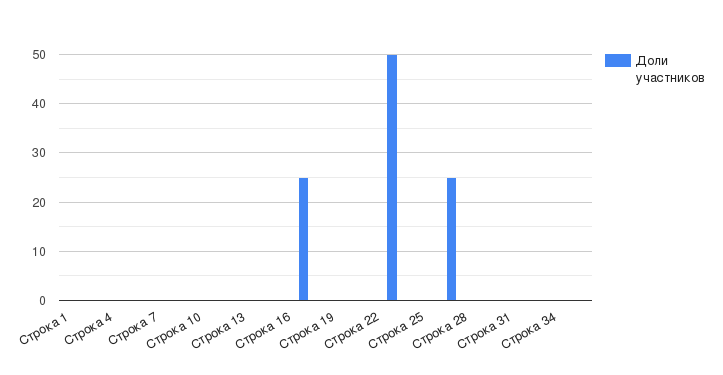 50
40
30
20
10
0
Доли
участников
Строка 1
Строка 4
Строка 7
Строка 10
Строка 13
Строка 16
Строка 19
Строка 22
Строка 25
Строка 28
Строка 31
Строка 34